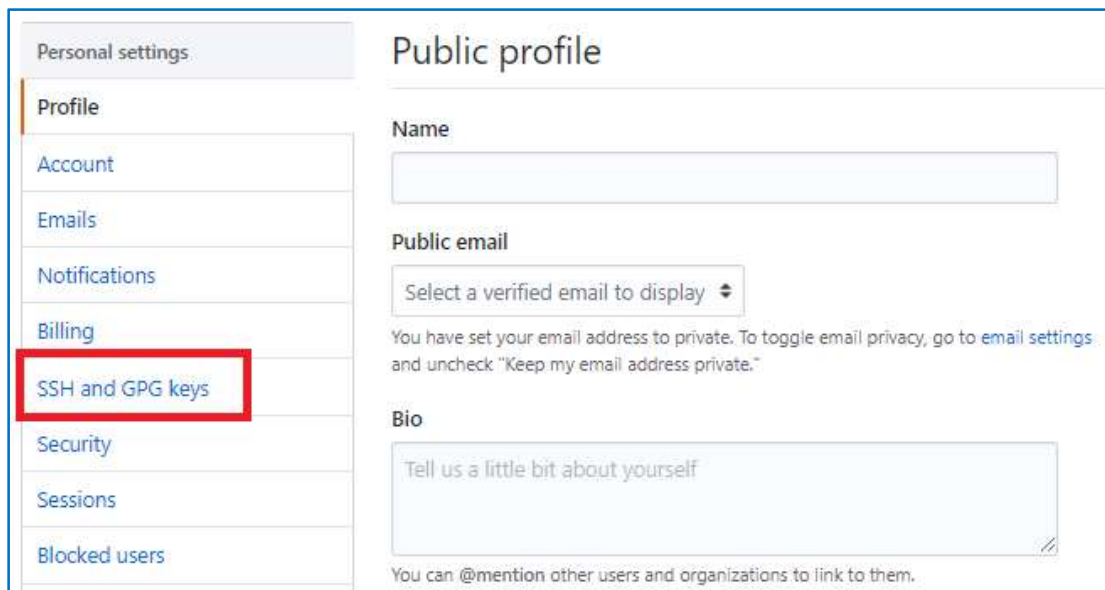 Personal settings
Profile
Account
Emails
Notifications
Billing
SSH and GPG keys
Security
Sessions
Blocked users
Public profile
Name
Public email
Select a verified email to display
You have set your email address to private. To toggle email privacy, go to email settings
and uncheck "Keep my email address private."
Bio
Tell us a little bit about yourself
You can @mention other users and organizations to link to them.